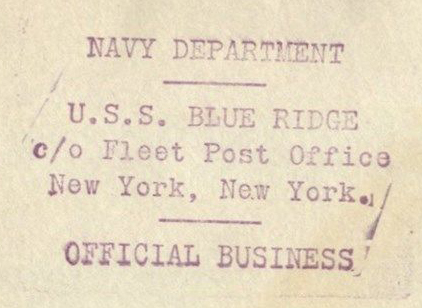 NAVY DEPARTMENT
U.S.S. BLUE RIDGE
c/o Fleet Post Office
New York, New York.
OFFICIAL BUSINESS